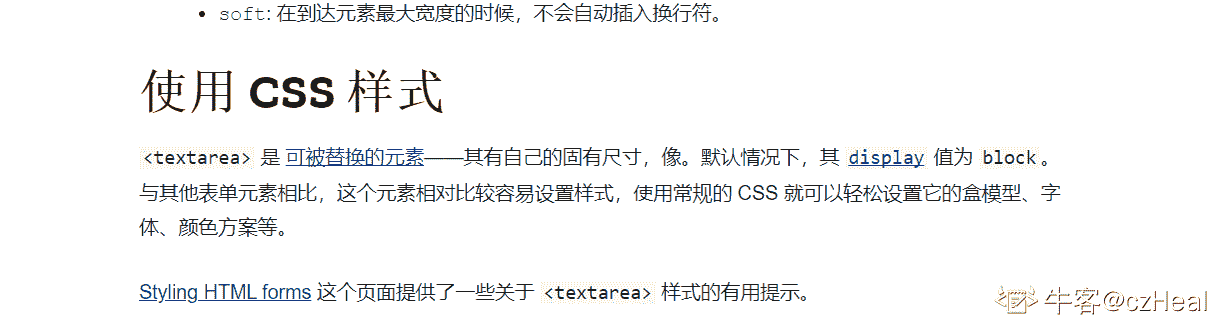 • soft: 在到达元素最大宽度的时候，不会自动插入换行符。
使用 CSS 样式
<textarea> 是 可被替换的元素——其有自己的固有尺寸，像。默认情况下，其 display 值为 block。
与其他表单元素相比，这个元素相对比较容易设置样式，使用常规的 CSS 就可以轻松设置它的盒模型、字
体、颜色方案等。
Styling HTML forms 这个页面提供了一些关于 <textarea> 样式的有用提示。
牛客@czHeal